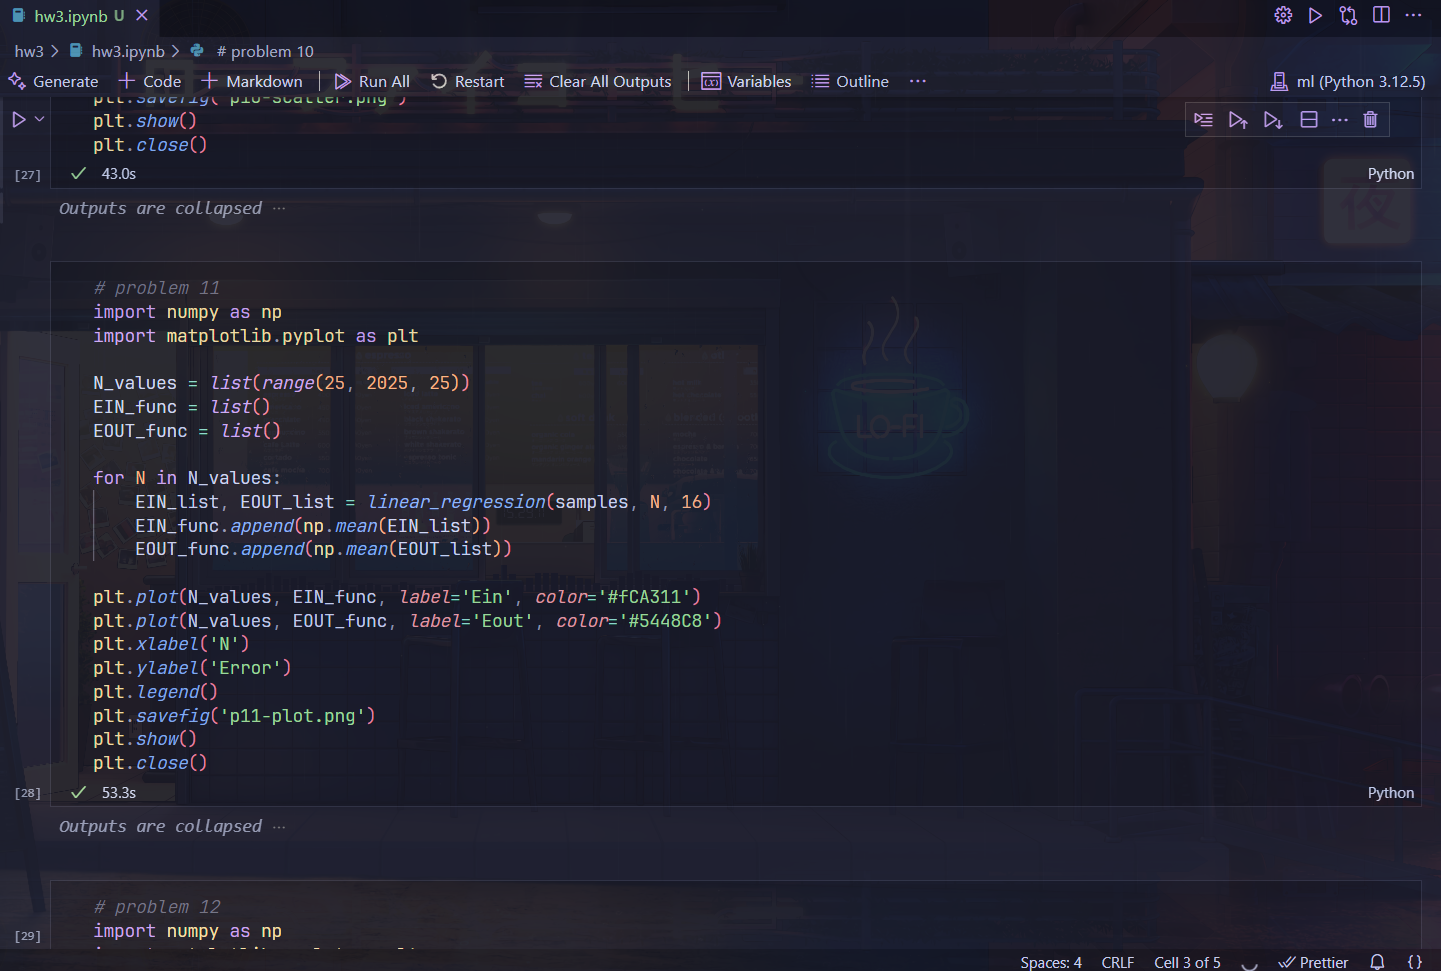 hw3.ipynb U
hw3 > hw3.ipynb > # problem 10
Generate + Code + Markdown | Run All Restart Clear All Outputs | Variables Outline ...
ml (Python 3.12.5)
plt.savefig('p10-scatter.png')
plt.show()
plt.close()
[27] 43.0s Python
Outputs are collapsed ...
夜
# problem 11
import numpy as np
import matplotlib.pyplot as plt
N_values = list(range(25, 2025, 25))
EIN_func = list()
EOUT_func = list()
LO-FI
for N in N_values:
EIN_list, EOUT_list = linear_regression(samples, N, 16)
EIN_func.append(np.mean(EIN_list))
EOUT_func.append(np.mean(EOUT_list))
plt.plot(N_values, EIN_func, label='Ein', color='#fCA311')
plt.plot(N_values, EOUT_func, label='Eout', color='#5448C8')
plt.xlabel('N')
plt.ylabel('Error')
plt.legend()
plt.savefig('p11-plot.png')
plt.show()
plt.close()
[28] 53.3s Python
Outputs are collapsed ...
# problem 12
import numpy as np
[29]
Spaces: 4 CRLF Cell 3 of 5 Prettier {}